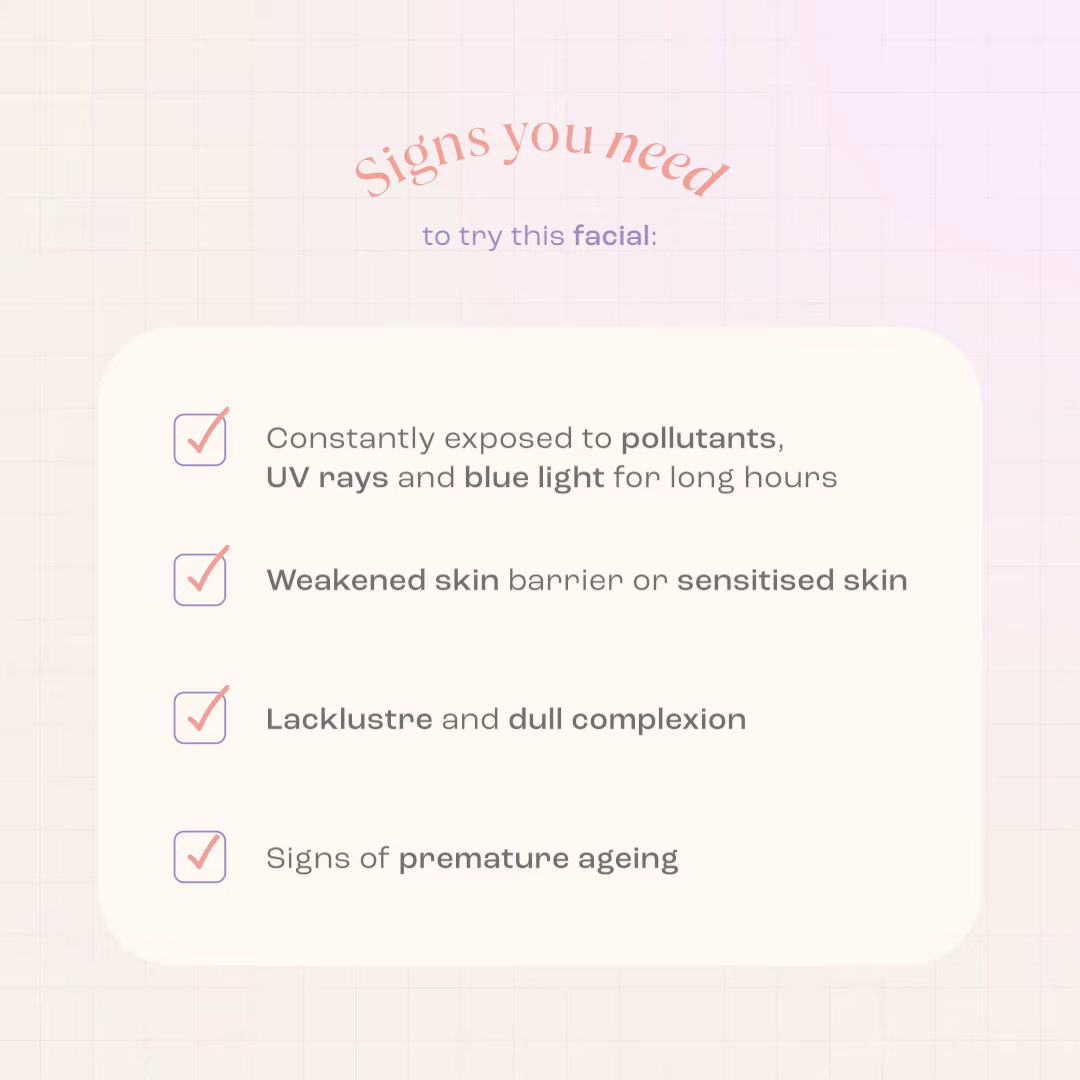 Signs you need
to try this facial:
Constantly exposed to pollutants,
UV rays and blue light for long hours
Weakened skin barrier or sensitised skin
Lacklustre and dull complexion
Signs of premature ageing